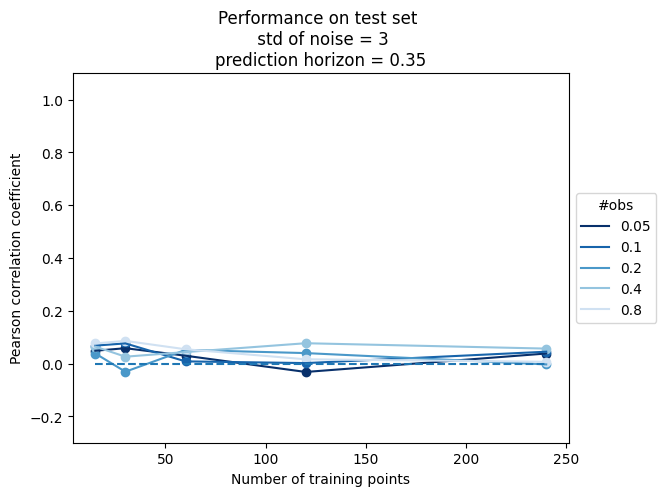 Performance on test set
std of noise = 3
prediction horizon = 0.35
Pearson correlation coefficient
1.0
0.8
0.6
0.4
0.2
0.0
−0.2
50
100
150
200
250
Number of training points
#obs
0.05
0.1
0.2
0.4
0.8